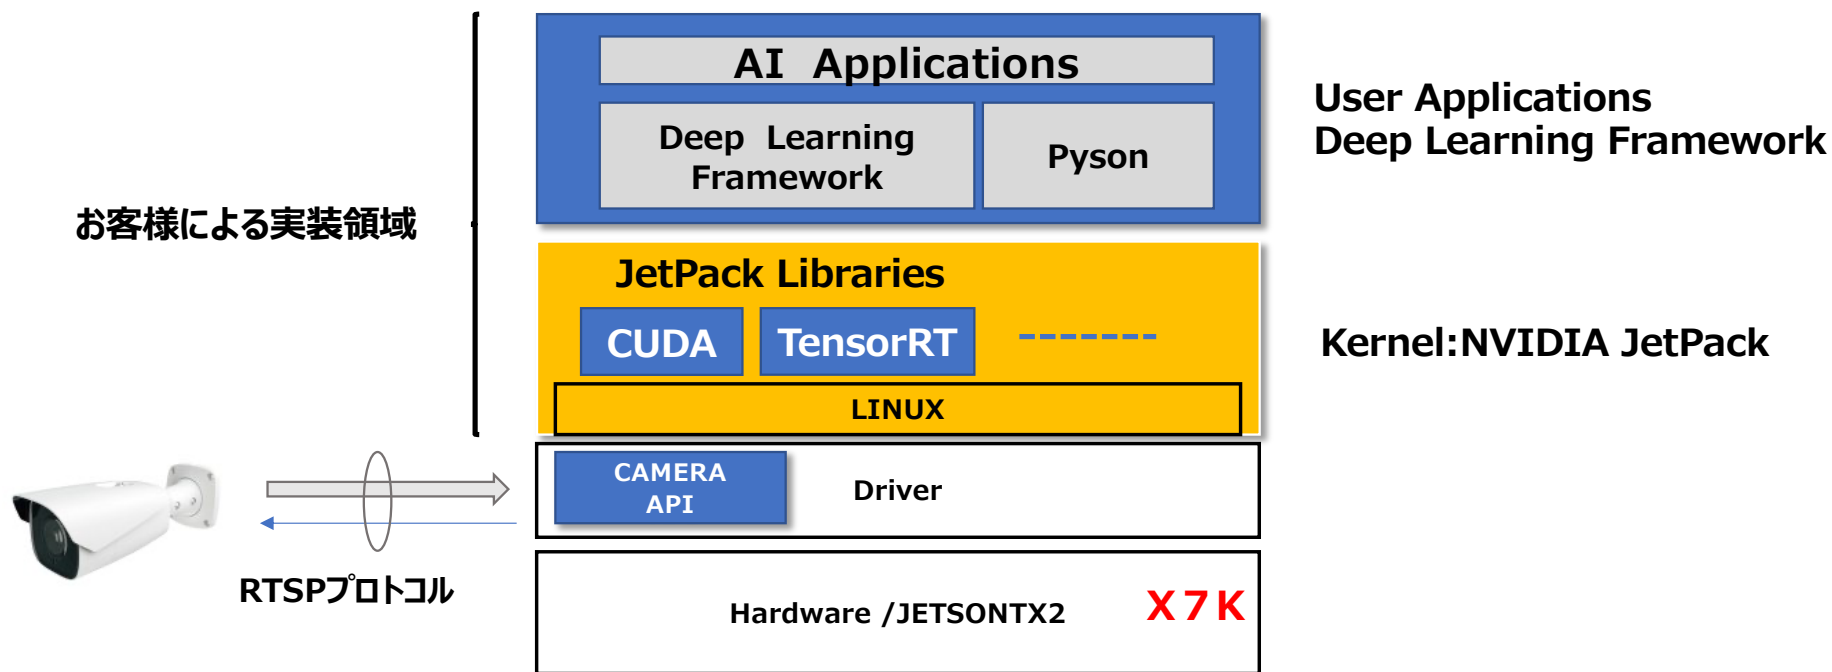 AI Applications
User Applications
Deep Learning Framework
Deep Learning
Framework
Pyson
お客様による実装領域
JetPack Libraries
CUDA
TensorRT
Kernel:NVIDIA JetPack
LINUX
CAMERA
API
Driver
RTSPプロトコル
Hardware /JETSONTX2
X7K